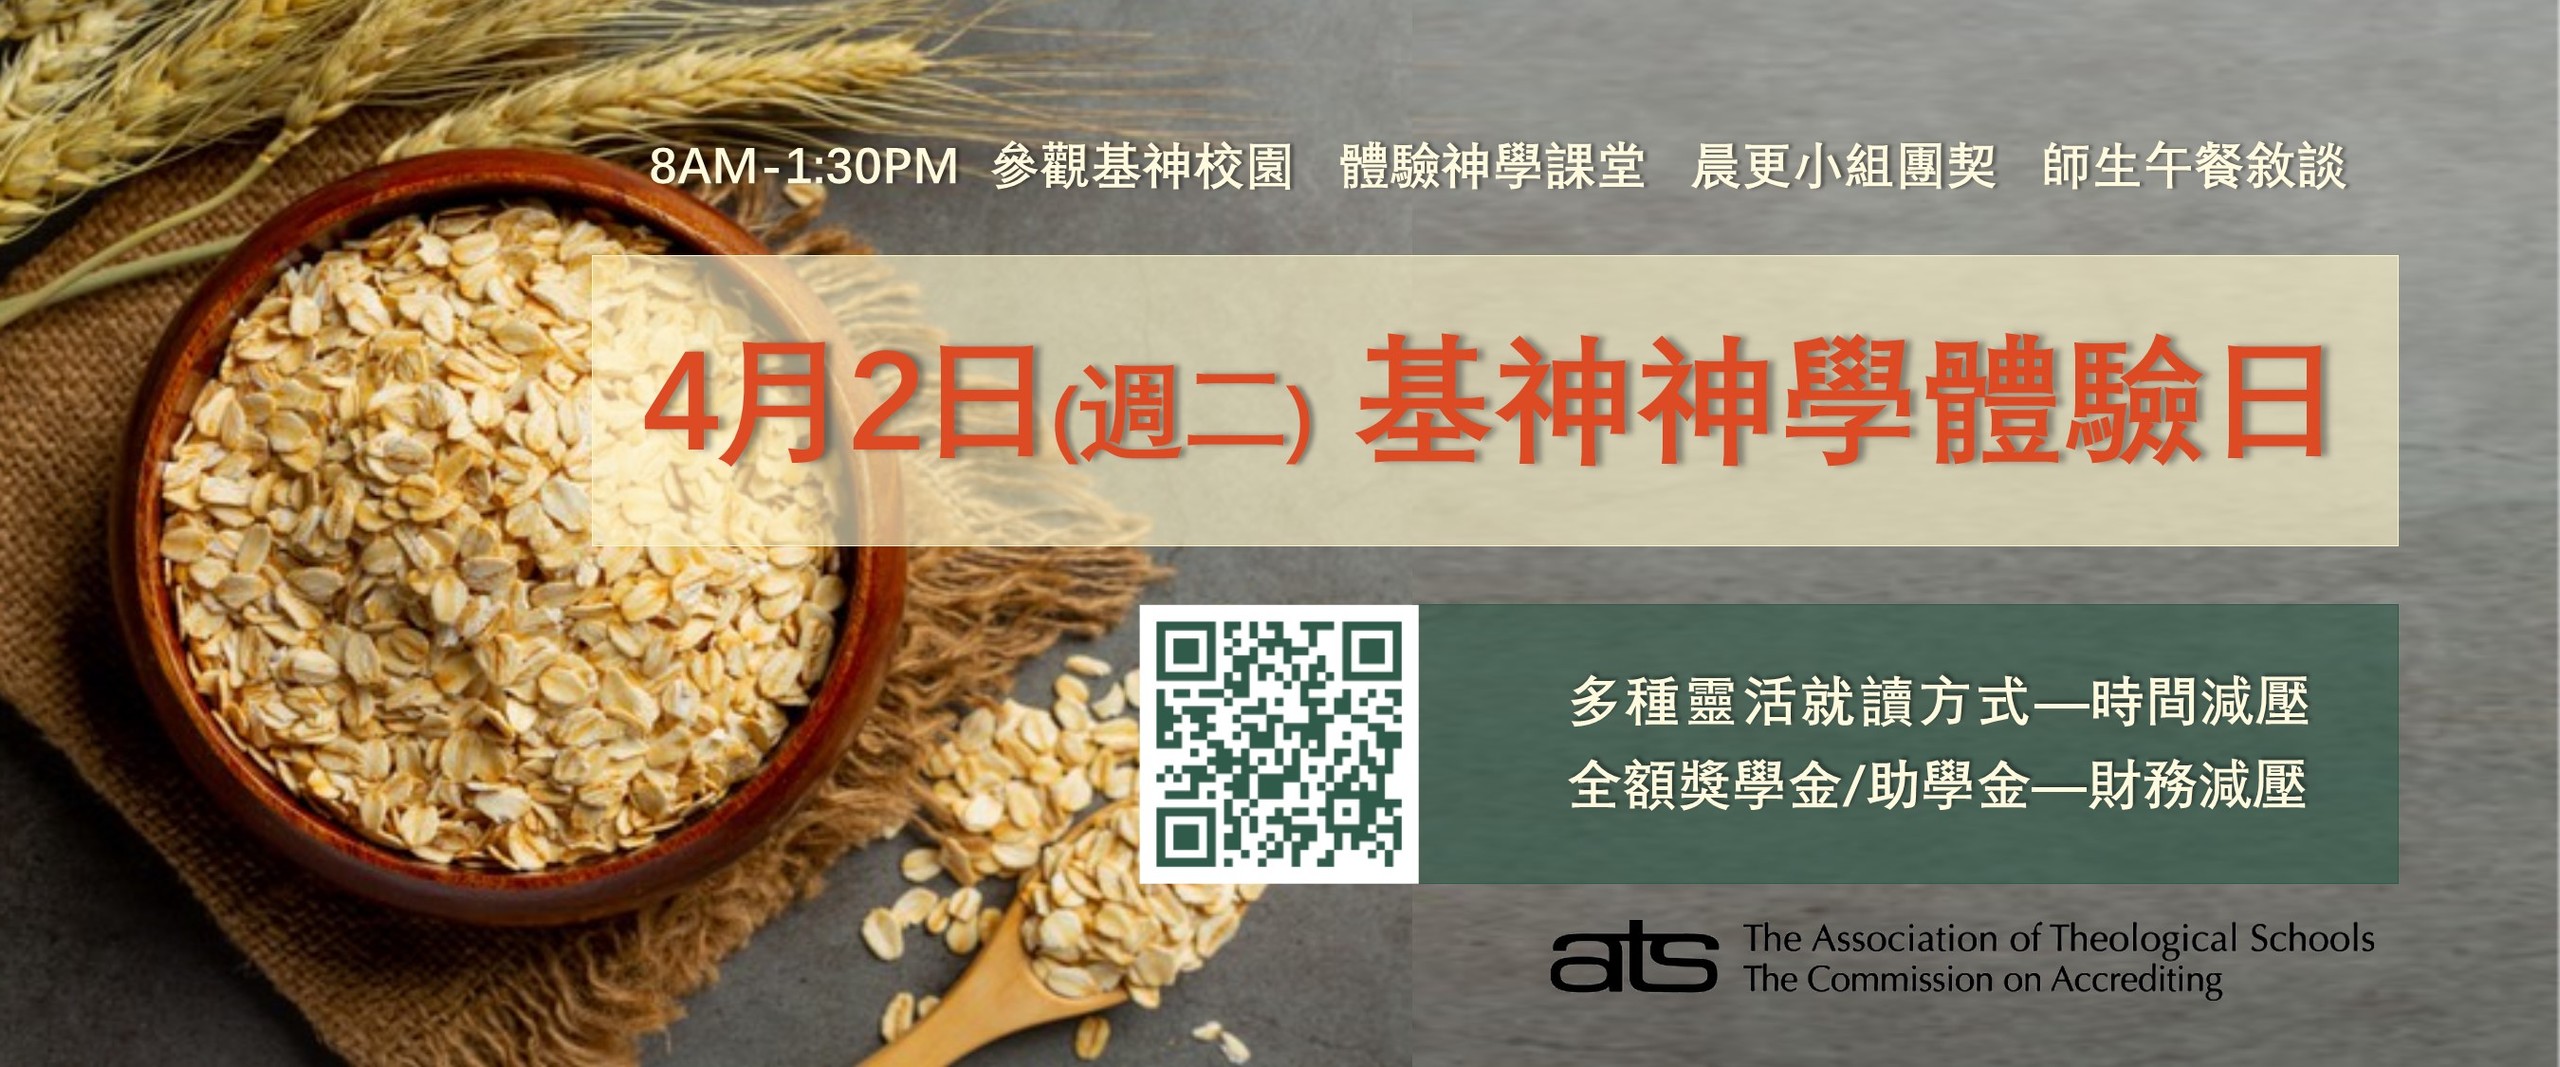 8AM-1:30PM 參觀基神校園 體驗神學課堂 晨更小組團契 師生午餐敘談
4月2日(週二) 基神神學體驗日
多種靈活就讀方式—時間減壓
全額獎學金/助學金—財務減壓
ats The Association of Theological Schools
The Commission on Accrediting